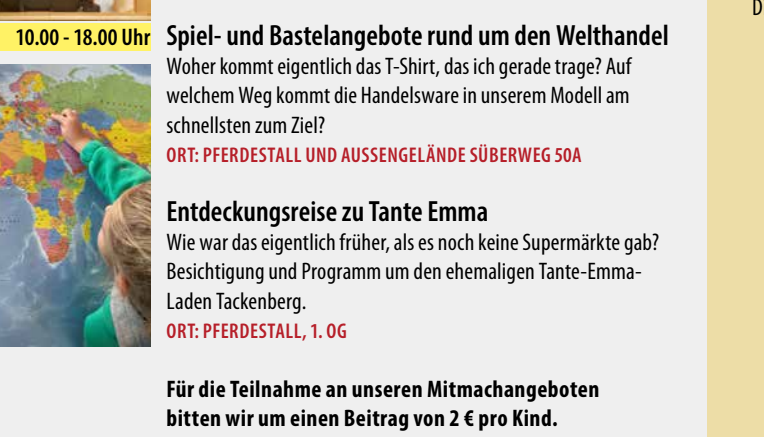 10.00 - 18.00 Uhr
Spiel- und Bastelangebote rund um den Welthandel
Woher kommt eigentlich das T-Shirt, das ich gerade trage? Auf
welchem Weg kommt die Handelsware in unserem Modell am
schnellsten zum Ziel?
ORT: PFERDESTALL UND AUSSENGELÄNDE SÜBERWEG 50A
Entdeckungsreise zu Tante Emma
Wie war das eigentlich früher, als es noch keine Supermärkte gab?
Besichtigung und Programm um den ehemaligen Tante-Emma-
Laden Tackenberg.
ORT: PFERDESTALL, 1. OG
Für die Teilnahme an unseren Mitmachangeboten
bitten wir um einen Beitrag von 2 € pro Kind.